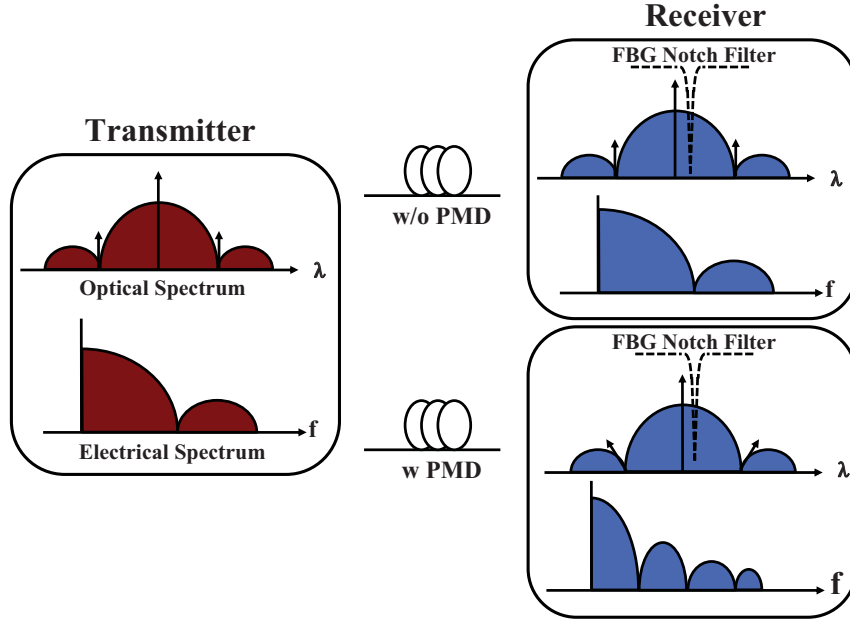 Receiver
FBG Notch Filter
Transmitter
λ
w/o PMD
λ
Optical Spectrum
f
FBG Notch Filter
f
Electrical Spectrum
w PMD
λ
f